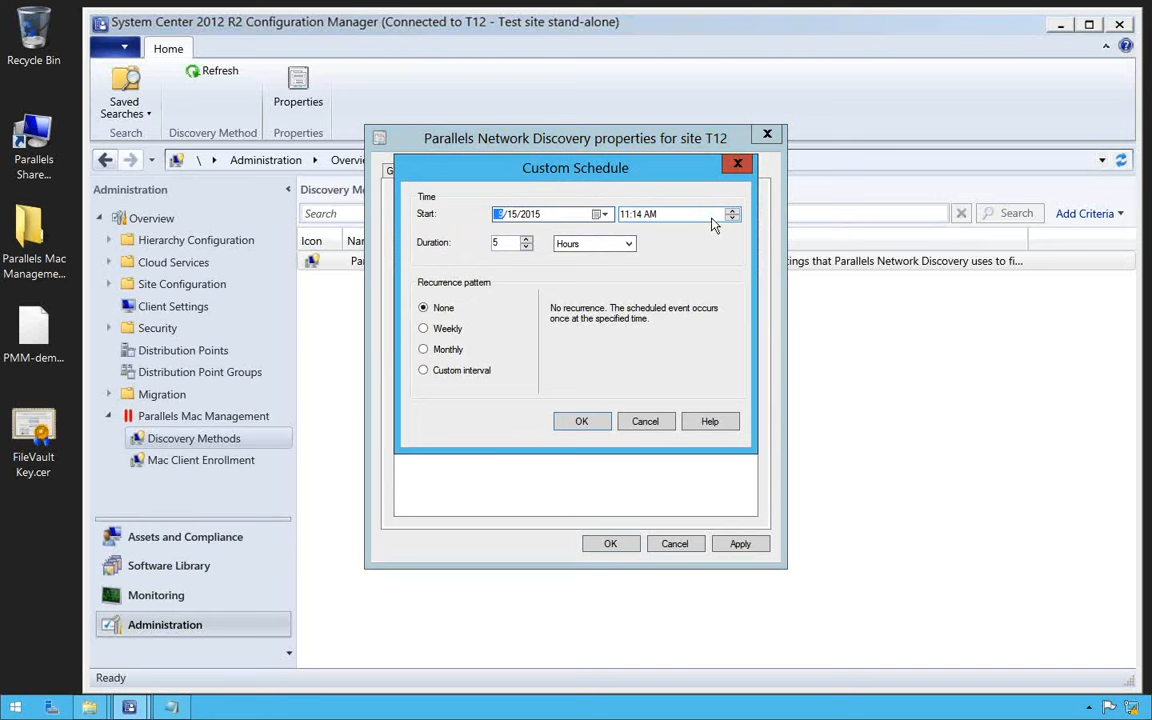 Recycle Bin
Parallels
Share...
Parallels Mac
Manageme...
PMM-dem...
FileVault
Key.cer
System Center 2012 R2 Configuration Manager (Connected to T12 - Test site stand-alone)
Home
Saved
Searches
Search
Refresh
Discovery Method
Properties
Properties
\ Administration Overvi
Administration
Overview
Hierarchy Configuration
Cloud Services
Site Configuration
Client Settings
Security
Distribution Points
Distribution Point Groups
Migration
Parallels Mac Management
Discovery Methods
Mac Client Enrollment
Assets and Compliance
Software Library
Monitoring
Administration
Discovery Me
Search
Search
Add Criteria
Icon Nar
Par
tings that Parallels Network Discovery uses to fi...
Parallels Network Discovery properties for site T12
G
Custom Schedule
Time
Start: /15/2015 11:14 AM
Duration: 5 Hours
Recurrence pattern
None
Weekly
Monthly
Custom interval
No recurrence. The scheduled event occurs
once at the specified time.
OK Cancel Help
OK Cancel Apply
Ready